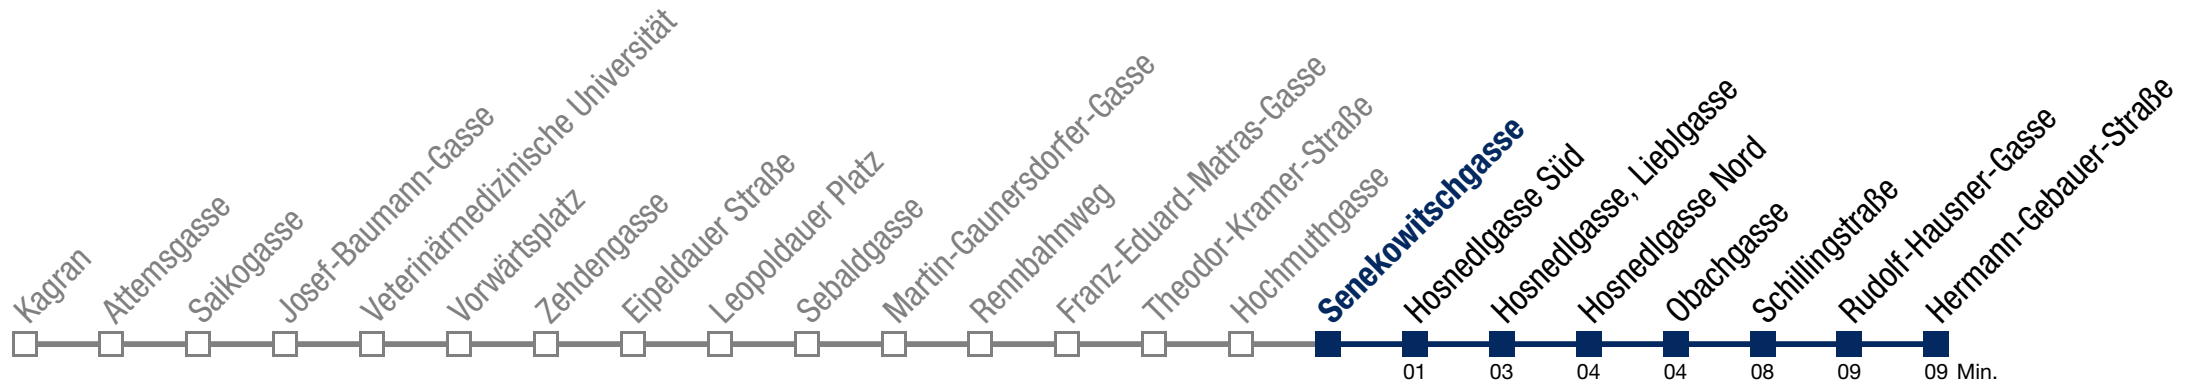 Kagran
Attemsgasse
Saikogasse
Josef-Baumann-Gasse
Veterinärmedizinische Universität
Vorwärtsplatz
Zehdengasse
Eipeldauer Straße
Leopoldauer Platz
Sebaldgasse
Martin-Gaunersdorfer-Gasse
Rennbahnweg
Franz-Eduard-Matras-Gasse
Theodor-Kramer-Straße
Hochmuthgasse
Senekowitschgasse
Hosnedlgasse Süd
Hosnedlgasse, Lieblgasse
Hosnedlgasse Nord
Obachgasse
Schillingstraße
Rudolf-Hausner-Gasse
Hermann-Gebauer-Straße
01 03 04 04 08 09 09 Min.